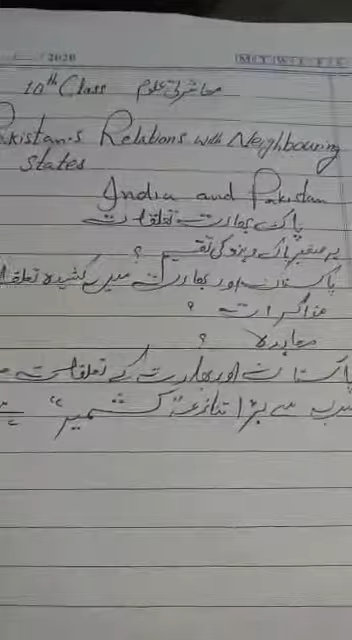 2020 M T W T F S
10th Class معاشرتی علوم
Pakistan's Relations with Neighbouring
States
India and Pakistan
پاک بھارت تعلقات
برصغیر پاک و ہند کی تقسیم ؟
پاکستان اور بھارت میں کشیدہ تعلقات
مذاکرات ؟
معاہدہ ؟
پاکستان اور بھارت کے تعلقات
سب سے بڑا تنازعہ "کشمیر" ہے